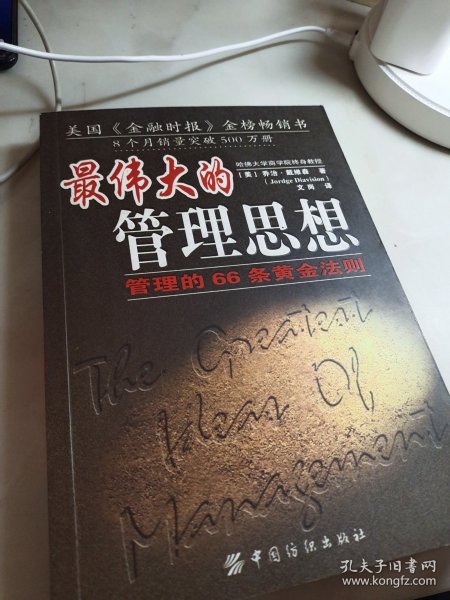 美国《金融时报》金榜畅销书
8个月销量突破500万册
哈佛大学商学院终身教授
[美] 乔治·戴维森 著
(Jordge Diavision)
文岗 译
最伟大的
管理思想
管理的66条黄金法则
The Greatest
Ideas Of
Management
中国纺织出版社
孔夫子旧书网
www.kongfz.com